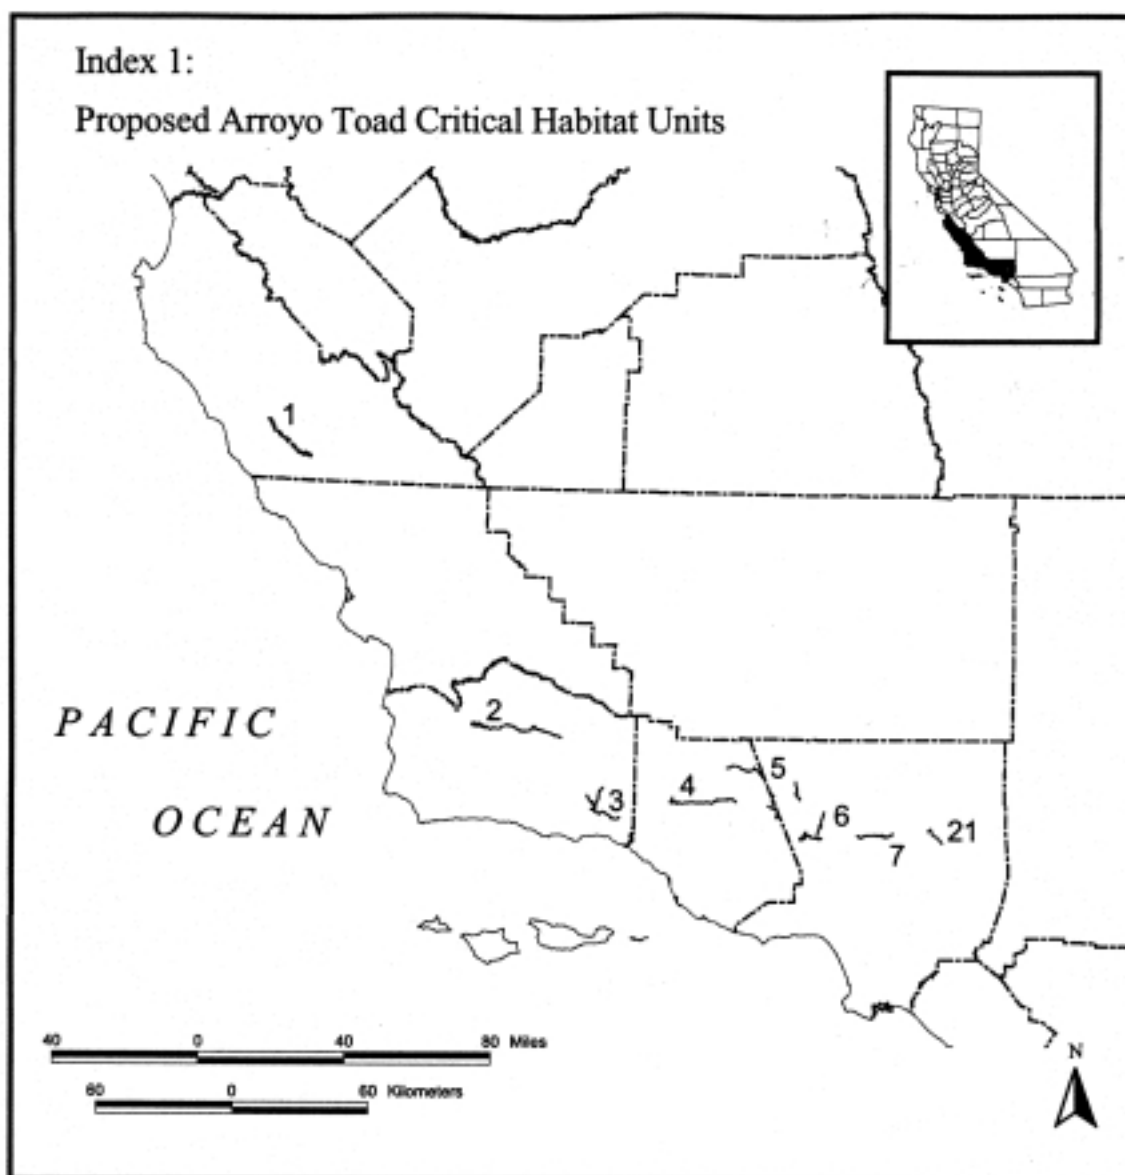 Index 1:
Proposed Arroyo Toad Critical Habitat Units
1
2
3
4
5
6
7
21
PACIFIC
OCEAN
40 0 40 80 Miles
60 0 60 Kilometers
N